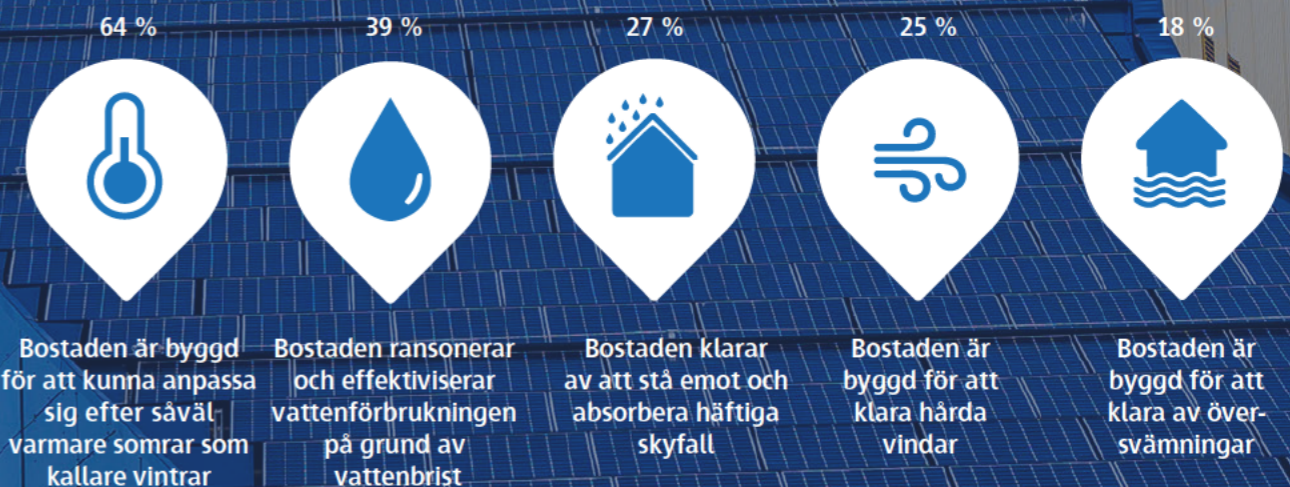 64 %
39 %
27 %
25 %
18 %
Bostaden är byggd
för att kunna anpassa
sig efter såväl
varmare somrar som
kallare vintrar
Bostaden ransonerar
och effektiviserar
vattenförbrukningen
på grund av
vattenbrist
Bostaden klarar
av att stå emot och
absorbera häftiga
skyfall
Bostaden är
byggd för att
klara hårda
vindar
Bostaden är
byggd för att
klara av över-
svämningar